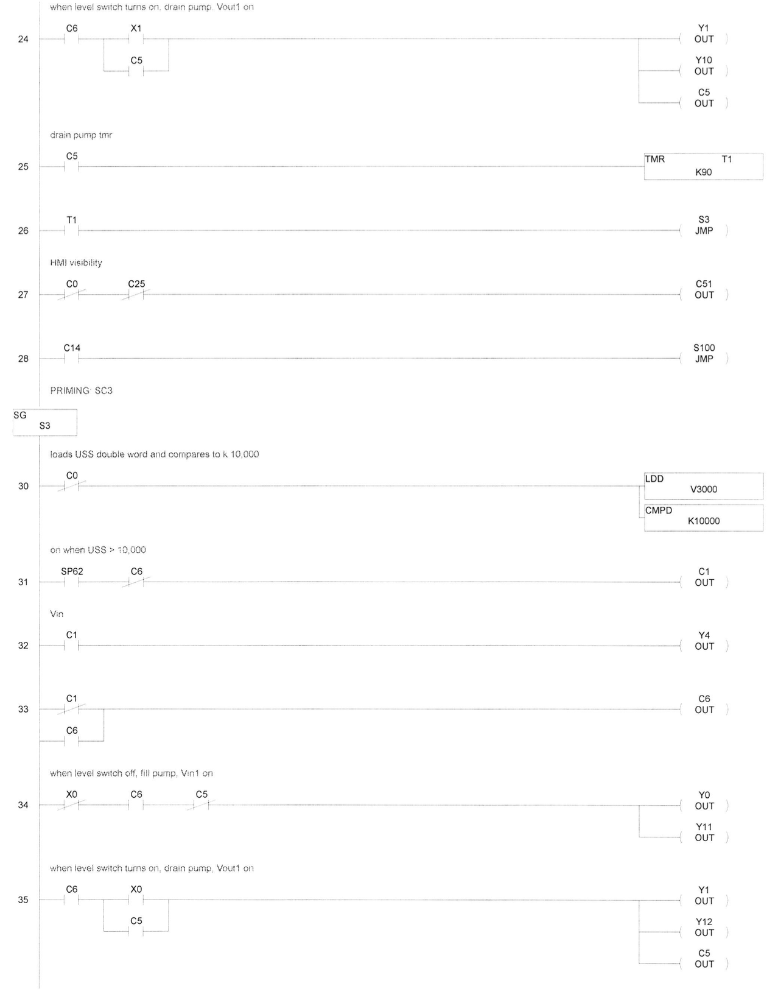 when level switch turns on, drain pump, Vout1 on
C6 X1 Y1
24 OUT
C5 Y10
OUT
C5
OUT
drain pump tmr
C5 TMR T1
25 K90
T1 S3
26 JMP
HMI visibility
C0 C25 C51
27 OUT
C14 S100
28 JMP
PRIMING: SC3
SG
S3
loads USS double word and compares to k 10,000
C0 LDD
30 V3000
CMPD
K10000
on when USS > 10,000
SP62 C6 C1
31 OUT
Vin
C1 Y4
32 OUT
C1 C6
33 OUT
C6
when level switch off, fill pump, Vin1 on
X0 C6 C5 Y0
34 OUT
Y11
OUT
when level switch turns on, drain pump, Vout1 on
C6 X0 Y1
35 OUT
C5 Y12
OUT
C5
OUT